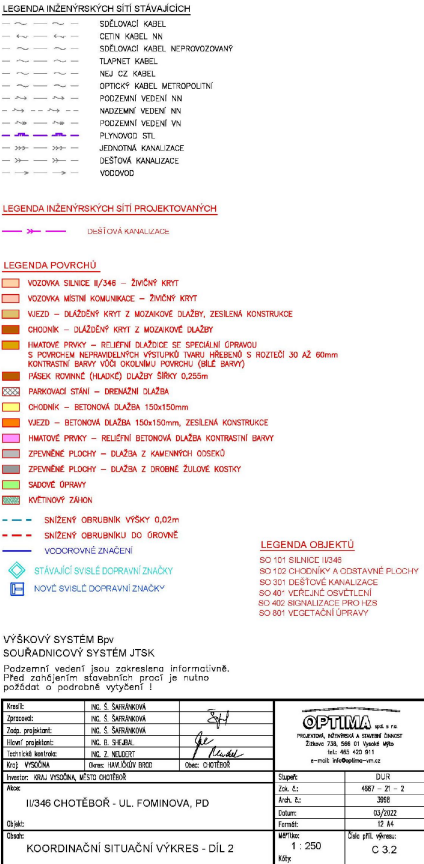 LEGENDA INŽENÝRSKÝCH SÍTÍ STÁVAJÍCÍCH
SDĚLOVACÍ KABEL
CETIN KABEL NN
SDĚLOVACÍ KABEL NEPROVOZOVANÝ
TLAPNET KABEL
NEJ CZ KABEL
OPTICKÝ KABEL METROPOLITNÍ
PODZEMNÍ VEDENÍ NN
NADZEMNÍ VEDENÍ NN
PODZEMNÍ VEDENÍ VN
PLYNOVOD STL
JEDNOTNÁ KANALIZACE
DEŠŤOVÁ KANALIZACE
VODOVOD
LEGENDA INŽENÝRSKÝCH SÍTÍ PROJEKTOVANÝCH
DEŠŤOVÁ KANALIZACE
LEGENDA POVRCHŮ
VOZOVKA SILNICE II/346 – ŽIVIČNÝ KRYT
VOZOVKA MÍSTNÍ KOMUNIKACE – ŽIVIČNÝ KRYT
VJEZD – DLÁŽDĚNÝ KRYT Z MOZAIKOVÉ DLAŽBY, ZESÍLENÁ KONSTRUKCE
CHODNÍK – DLÁŽDĚNÝ KRYT Z MOZAIKOVÉ DLAŽBY
HMATOVÉ PRVKY – RELIÉFNÍ DLAŽDICE SE SPECIÁLNÍ ÚPRAVOU
S POVRCHEM NEPRAVIDELNÝCH VÝSTUPKŮ TVARU HŘEBENŮ S ROZTEČÍ 30 AŽ 60mm
KONTRASTNÍ BARVY VŮČI OKOLNÍMU POVRCHU (BÍLÉ BARVY)
PÁSEK ROVINNÉ (HLADKÉ) DLAŽBY ŠÍŘKY 0,255m
PARKOVACÍ STÁNÍ – DRENÁŽNÍ DLAŽBA
CHODNÍK – BETONOVÁ DLAŽBA 150x150mm
VJEZD – BETONOVÁ DLAŽBA 150x150mm, ZESÍLENÁ KONSTRUKCE
HMATOVÉ PRVKY – RELIÉFNÍ BETONOVÁ DLAŽBA KONTRASTNÍ BARVY
ZPEVNĚNÉ PLOCHY – DLAŽBA Z KAMENNÝCH ODSEKŮ
ZPEVNĚNÉ PLOCHY – DLAŽBA Z DROBNÉ ŽULOVÉ KOSTKY
SADOVÉ ÚPRAVY
KVĚTINOVÝ ZÁHON
SNÍŽENÝ OBRUBNÍK VÝŠKY 0,02m
SNÍŽENÝ OBRUBNÍKU DO ÚROVNĚ
VODOROVNÉ ZNAČENÍ
STÁVAJÍCÍ SVISLÉ DOPRAVNÍ ZNAČKY
NOVÉ SVISLÉ DOPRAVNÍ ZNAČKY
LEGENDA OBJEKTŮ
SO 101 SILNICE II/346
SO 102 CHODNÍKY A ODSTAVNÉ PLOCHY
SO 301 DEŠŤOVÉ KANALIZACE
SO 401 VEŘEJNÉ OSVĚTLENÍ
SO 402 SIGNALIZACE PRO HZS
SO 801 VEGETAČNÍ ÚPRAVY
VÝŠKOVÝ SYSTÉM Bpv
SOUŘADNICOVÝ SYSTÉM JTSK
Podzemní vedení jsou zakreslena informativně.
Před zahájením stavebních prací je nutno
požádat o podrobné vytyčení !
Kreslil: ING. Š. ŠAFRÁNKOVÁ
Zpracoval: ING. Š. ŠAFRÁNKOVÁ
Zodp. projektant: ING. Š. ŠAFRÁNKOVÁ
Hlavní projektant: ING. B. SHEJBAL
Technická kontrola: ING. Z. NEUBERT
Kraj: VYSOČINA Okres: HAVLÍČKŮV BROD Obec: CHOTĚBOŘ
Investor: KRAJ VYSOČINA, MĚSTO CHOTĚBOŘ
OPTIMA spol. s r.o.
PROJEKTOVÁ, INŽENÝRSKÁ A STAVEBNÍ ČINNOST
Žižkova 738, 566 01 Vysoké Mýto
tel.: 465 420 911
e-mail: info@optima-vm.cz
Akce:
II/346 CHOTĚBOŘ - UL. FOMINOVA, PD
Objekt:
Stupeň: DUR
Zak. č.: 4667 - 21 - 2
Arch. č.: 3898
Datum: 03/2022
Formát: 12 A4
Obsah:
KOORDINAČNÍ SITUAČNÍ VÝKRES - DÍL 2
Měřítko:
1 : 250
Kóty:
Číslo příl. výkresu:
C 3.2